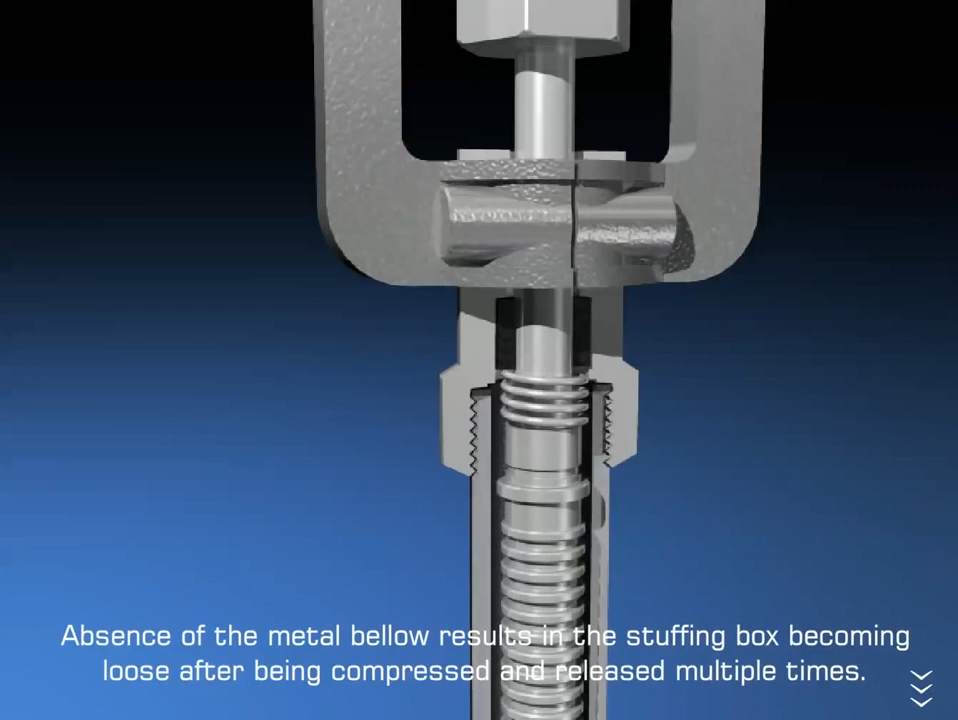 Absence of the metal bellow results in the stuffing box becoming
loose after being compressed and released multiple times.